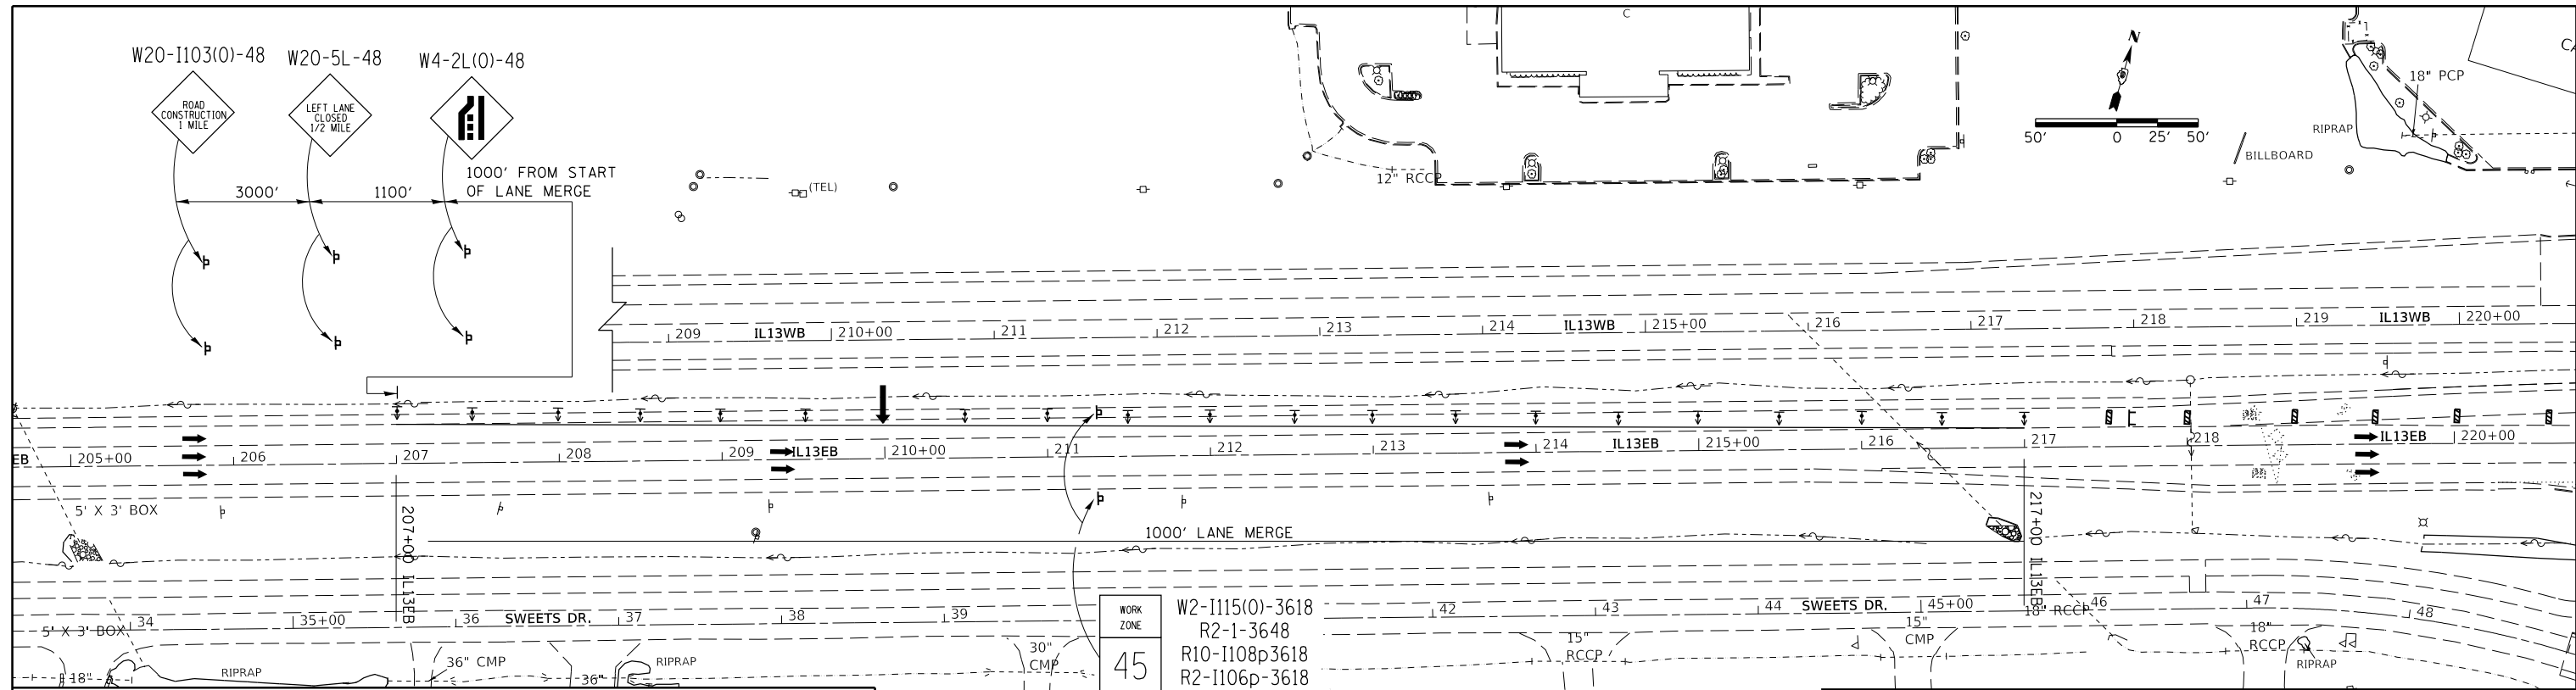 W20-I103(O)-48 W20-5L-48 W4-2L(O)-48
ROAD
CONSTRUCTION
1 MILE
LEFT LANE
CLOSED
1/2 MILE
1000' FROM START
OF LANE MERGE
3000' 1100'
(TEL)
C
12" RCCP
N
50' 0 25' 50'
BILLBOARD
RIPRAP
18" PCP
CA
209 IL13WB 210+00 211 212 213 214 IL13WB 215+00 216 217 218 219 IL13WB 220+00
EB 205+00 206 207 208 209 IL13EB 210+00 211 212 213 214 IL13EB 215+00 216 217 218 IL13EB 220+00
5' X 3' BOX
207+00 IL13EB
1000' LANE MERGE
217+00 IL13EB
5' X 3' BOX
34 35+00 36 SWEETS DR. 37 38 39 42 43 44 SWEETS DR. 45+00 46 47 48
18" RCCP
WORK
ZONE
45
W2-I115(O)-3618
R2-1-3648
R10-I108p3618
R2-I106p-3618
18"
RIPRAP
36" CMP
36"
RIPRAP
30"
CMP
15"
RCCP
15"
CMP
18"
RCCP
RIPRAP